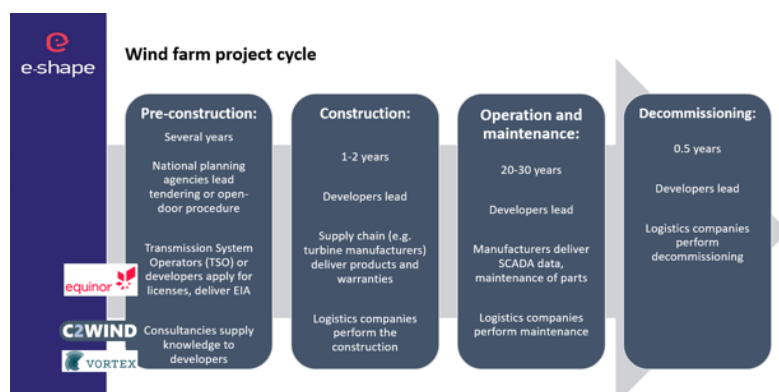 e-shape
Wind farm project cycle
Pre-construction:
Several years
National planning
agencies lead
tendering or open-
door procedure
Transmission System
Operators (TSO) or
developers apply for
licenses, deliver EIA
Consultancies supply
knowledge to
developers
equinor
C2WIND
VORTEX
Construction:
1-2 years
Developers lead
Supply chain (e.g.
turbine manufacturers)
deliver products and
warranties
Logistics companies
perform the
construction
Operation and
maintenance:
20-30 years
Developers lead
Manufacturers deliver
SCADA data,
maintenance of parts
Logistics companies
perform maintenance
Decommissioning:
0.5 years
Developers lead
Logistics companies
perform
decommissioning